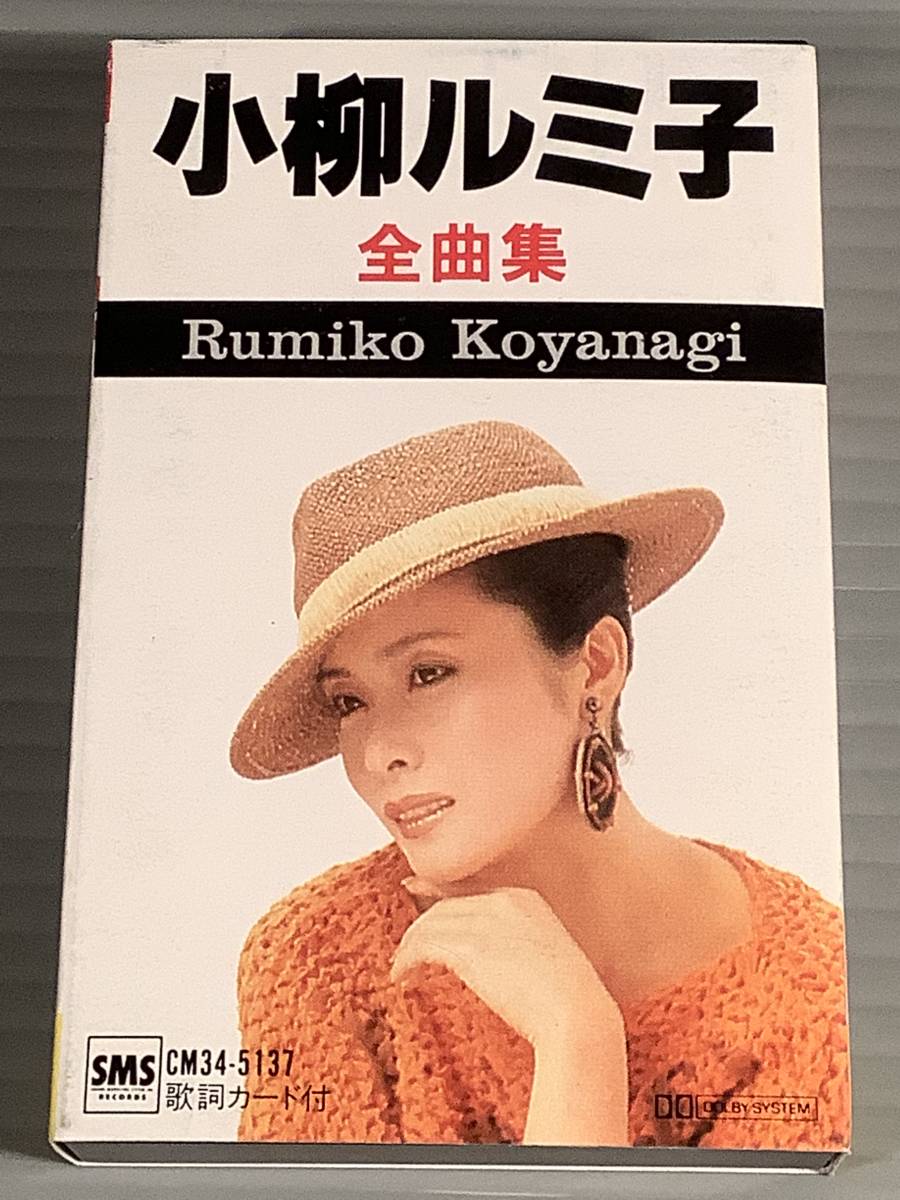 小柳ルミ子
全曲集
Rumiko Koyanagi
SMS
RECORDS
CM34-5137
歌詞カード付
DOLBY SYSTEM